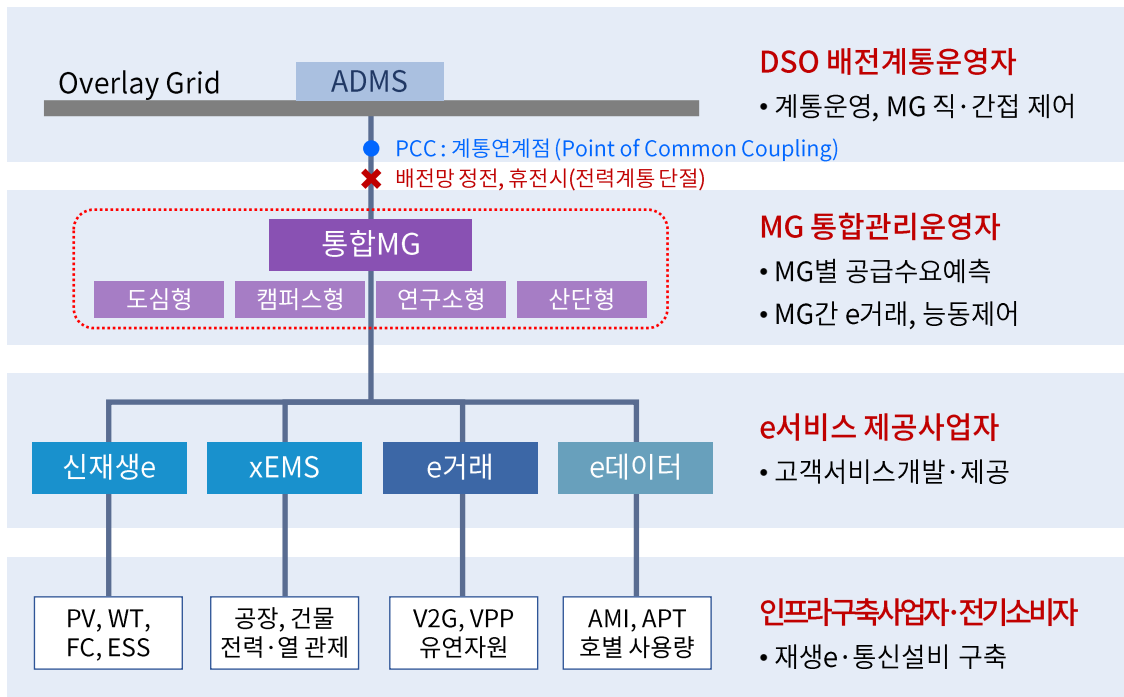 Overlay Grid
ADMS
DSO 배전계통운영자
• 계통운영, MG 직·간접 제어
PCC : 계통연계점 (Point of Common Coupling)
배전망 정전, 휴전시(전력계통 단절)
통합MG
도심형
캠퍼스형
연구소형
산단형
MG 통합관리운영자
• MG별 공급수요예측
• MG간 e거래, 능동제어
신재생e
xEMS
e거래
e데이터
e서비스 제공사업자
• 고객서비스개발·제공
PV, WT,
FC, ESS
공장, 건물
전력·열 관제
V2G, VPP
유연자원
AMI, APT
호별 사용량
인프라구축사업자·전기소비자
• 재생e·통신설비 구축